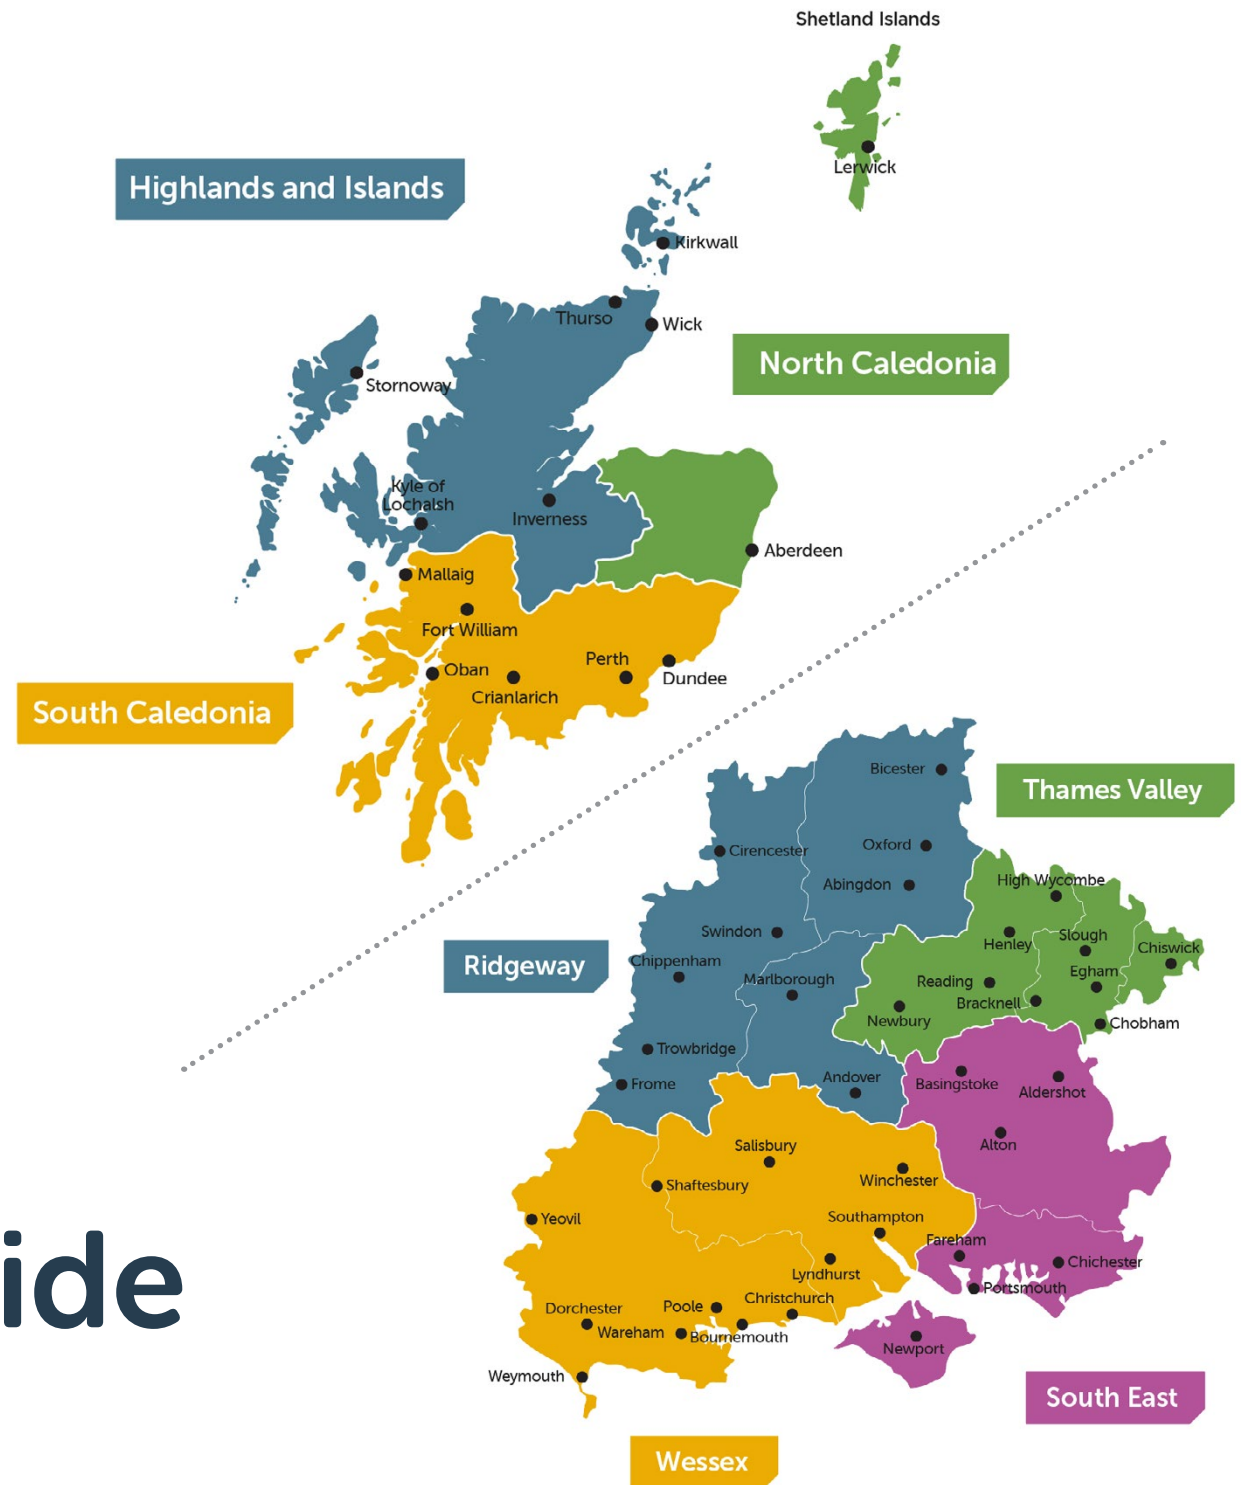 Shetland Islands
Lerwick
Highlands and Islands
Kirkwall
Thurso
Wick
North Caledonia
Stornoway
Kyle of
Lochalsh
Inverness
Aberdeen
Mallaig
Fort William
Perth
Oban
Dundee
Crianlarich
South Caledonia
Bicester
Thames Valley
Oxford
Cirencester
Abingdon
High Wycombe
Swindon
Slough
Henley
Chiswick
Ridgeway
Chippenham
Marlborough
Egham
Reading
Bracknell
Newbury
Chobham
Trowbridge
Andover
Frome
Basingstoke
Aldershot
Salisbury
Alton
Winchester
Shaftesbury
Southampton
Yeovil
Fareham
Chichester
Lyndhurst
ide
Portsmouth
Christchurch
Poole
Dorchester
Wareham
Bournemouth
Newport
Weymouth
South East
Wessex